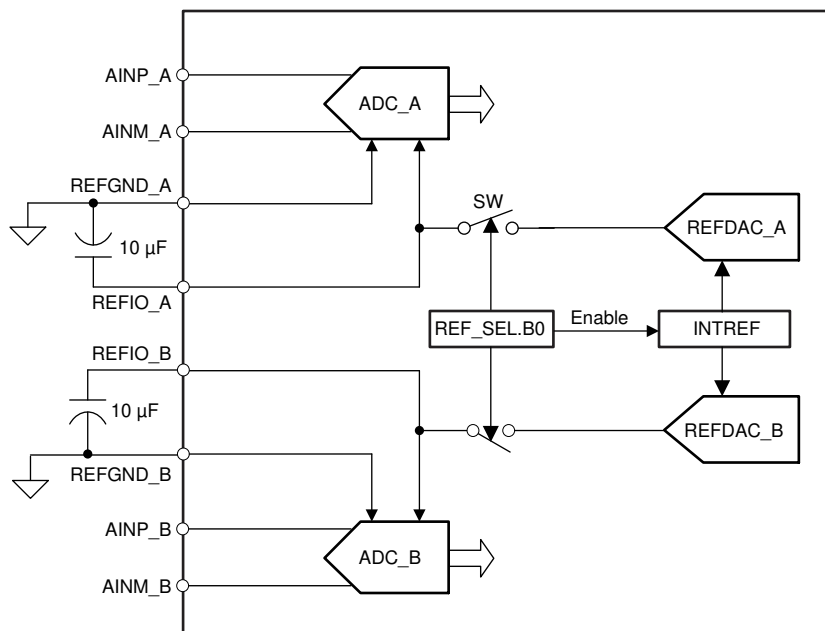 AINP_A
ADC_A
AINM_A
REFGND_A
SW
REFDAC_A
10 µF
REFIO_A
Enable
REF_SEL.B0
INTREF
REFIO_B
10 µF
REFDAC_B
REFGND_B
AINP_B
ADC_B
AINM_B